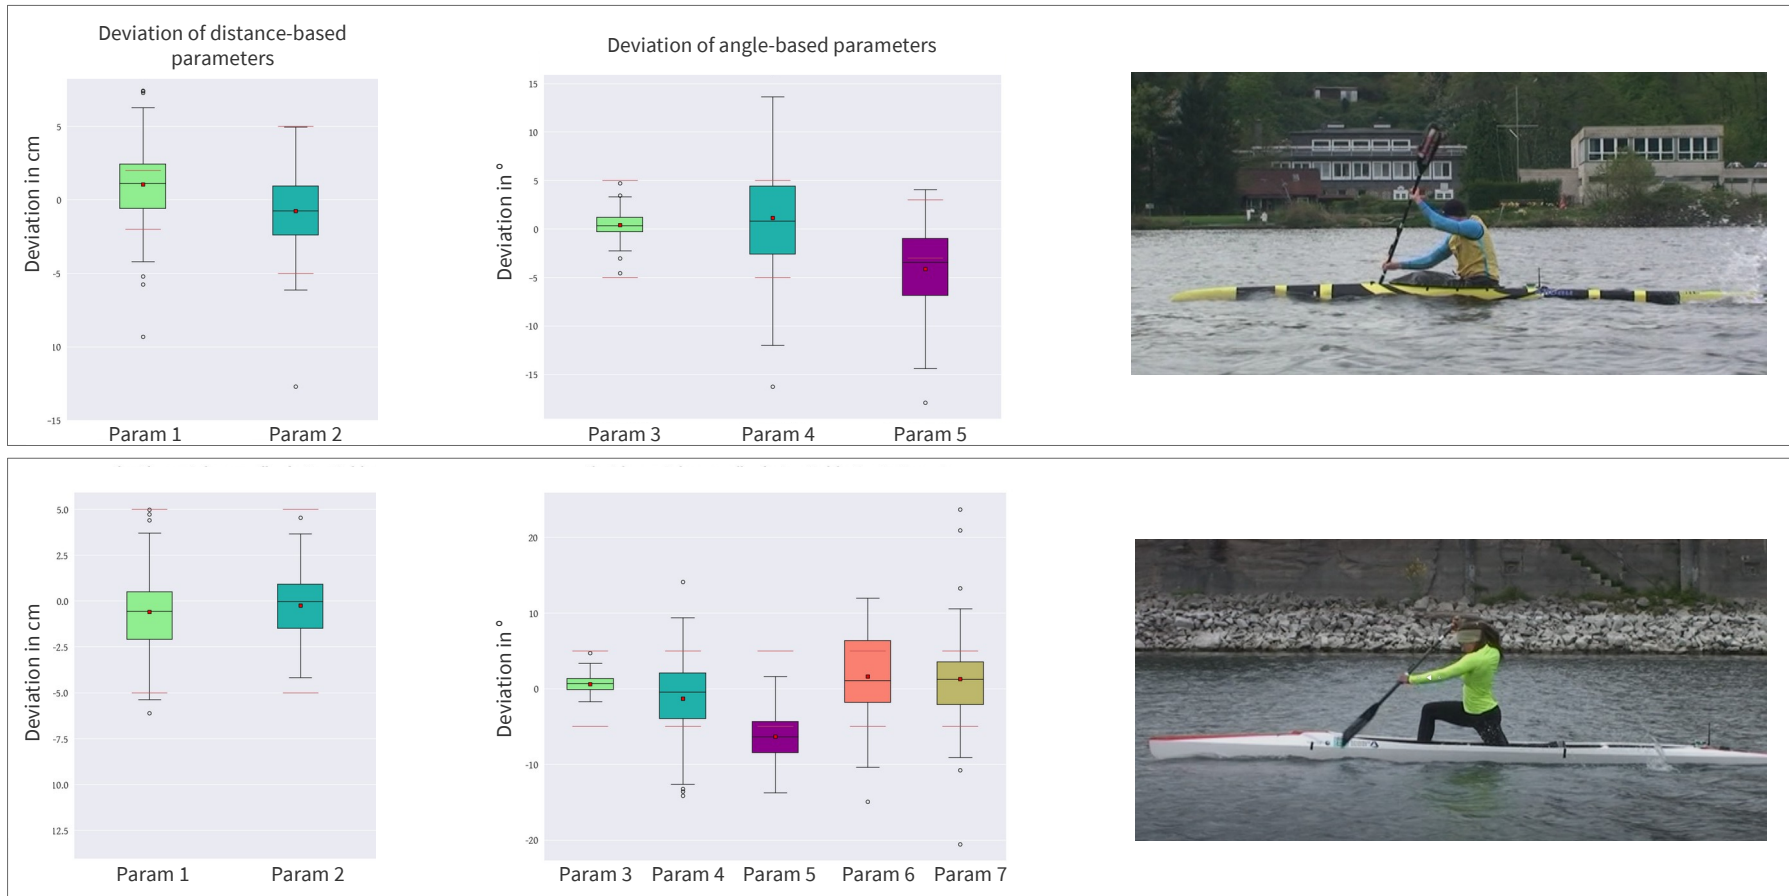 Deviation of distance-based
parameters
Deviation in cm
5
0
−5
10
−15
Param 1 Param 2
Deviation of angle-based parameters
Deviation in °
15
10
5
0
-5
-10
-15
Param 3 Param 4 Param 5
Deviation in cm
5.0
2.5
0.0
-2.5
-5.0
-7.5
10.0
12.5
Param 1 Param 2
Deviation in °
20
10
0
-10
-20
Param 3 Param 4 Param 5 Param 6 Param 7